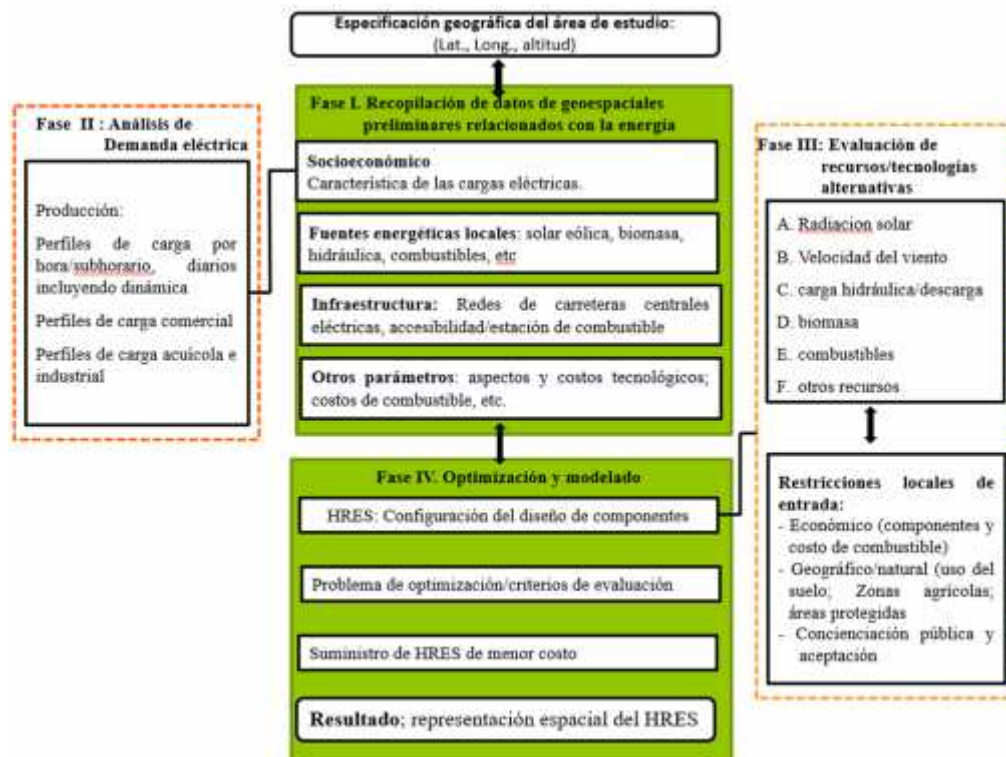 Especificación geográfica del área de estudio:
(Lat., Long., altitud)
Fase I. Recopilación de datos de geoespaciales
preliminares relacionados con la energía
Socioeconómico
Característica de las cargas eléctricas.
Fuentes energéticas locales: solar eólica, biomasa,
hidráulica, combustibles, etc
Infraestructura: Redes de carreteras centrales
eléctricas, accesibilidad/estación de combustible
Otros parámetros: aspectos y costos tecnológicos;
costos de combustible, etc.
Fase II : Análisis de
Demanda eléctrica
Producción:
Perfiles de carga por
hora/subhorario, diarios
incluyendo dinámica
Perfiles de carga comercial
Perfiles de carga acuícola e
industrial
Fase III: Evaluación de
recursos/tecnologías
alternativas
A. Radiacion solar
B. Velocidad del viento
C. carga hidráulica/descarga
D. biomasa
E. combustibles
F. otros recursos
Restricciones locales de
entrada:
- Económico (componentes y
costo de combustible)
- Geográfico/natural (uso del
suelo; Zonas agrícolas;
áreas protegidas
- Concienciación pública y
aceptación
Fase IV. Optimización y modelado
HRES: Configuración del diseño de componentes
Problema de optimización/criterios de evaluación
Suministro de HRES de menor costo
Resultado; representación espacial del HRES